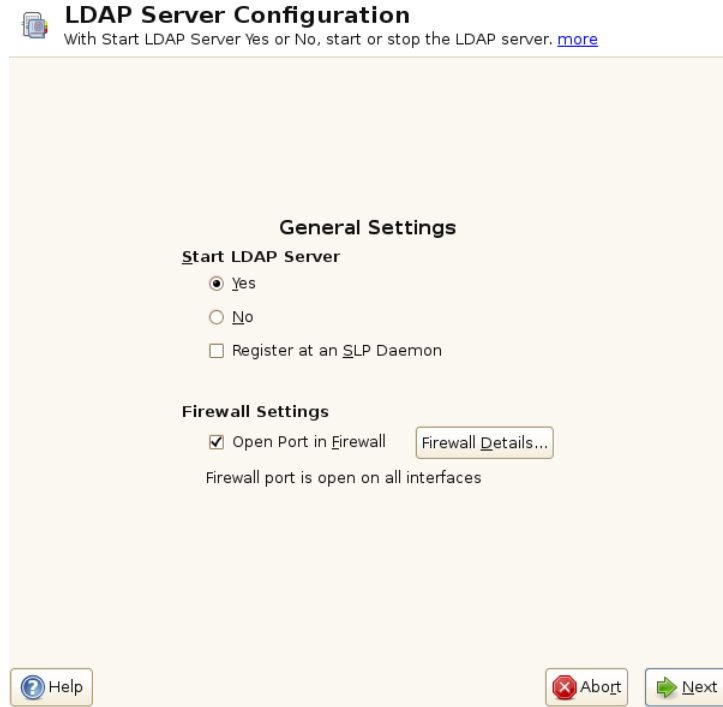 LDAP Server Configuration
With Start LDAP Server Yes or No, start or stop the LDAP server. more
General Settings
Start LDAP Server
Yes
No
Register at an SLP Daemon
Firewall Settings
Open Port in Firewall Firewall Details...
Firewall port is open on all interfaces
Help Abort Next